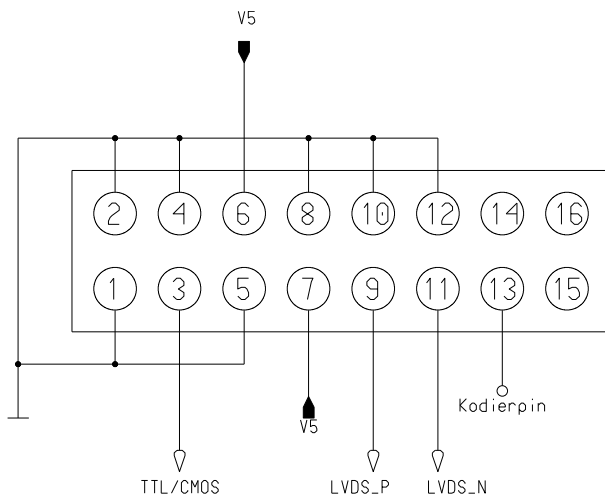 V5
2 4 6 8 10 12 14 16
1 3 5 7 9 11 13 15
Kodierpin
V5
TTL/CMOS LVDS_P LVDS_N